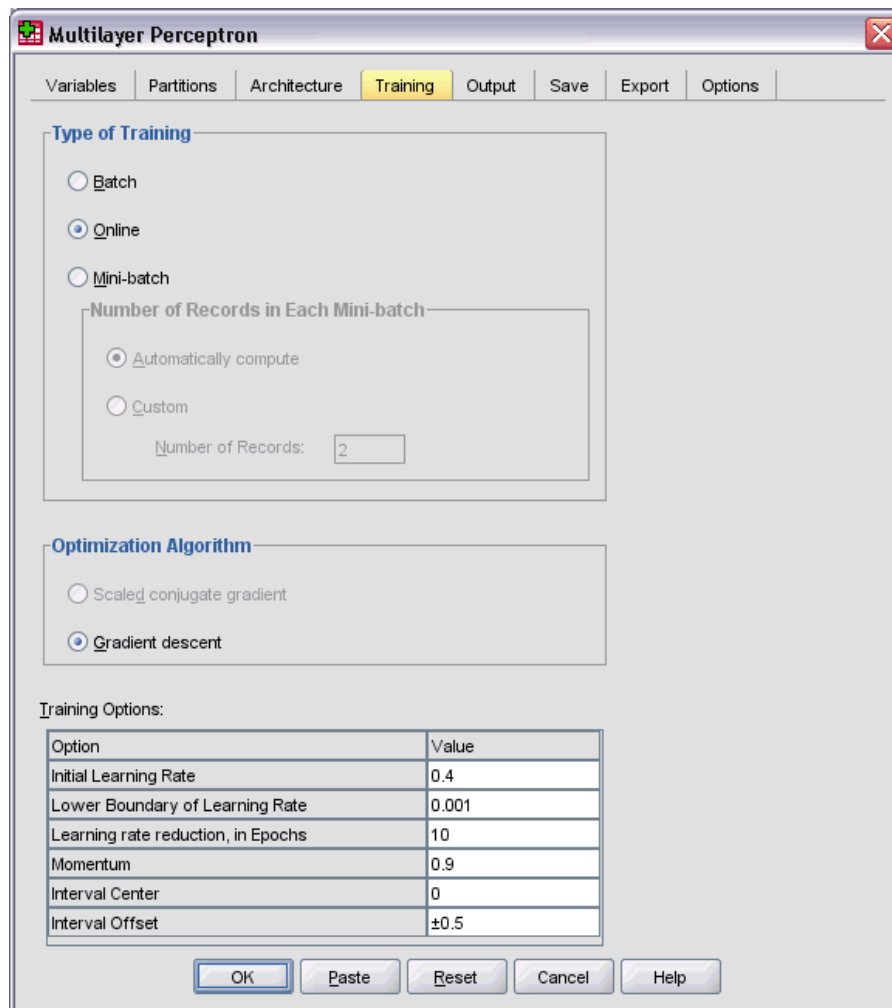 Multilayer Perceptron
Variables Partitions Architecture Training Output Save Export Options
Type of Training
Batch
Online
Mini-batch
Number of Records in Each Mini-batch
Automatically compute
Custom
Number of Records: 2
Optimization Algorithm
Scaled conjugate gradient
Gradient descent
Training Options:
Option Value
Initial Learning Rate 0.4
Lower Boundary of Learning Rate 0.001
Learning rate reduction, in Epochs 10
Momentum 0.9
Interval Center 0
Interval Offset ±0.5
OK Paste Reset Cancel Help